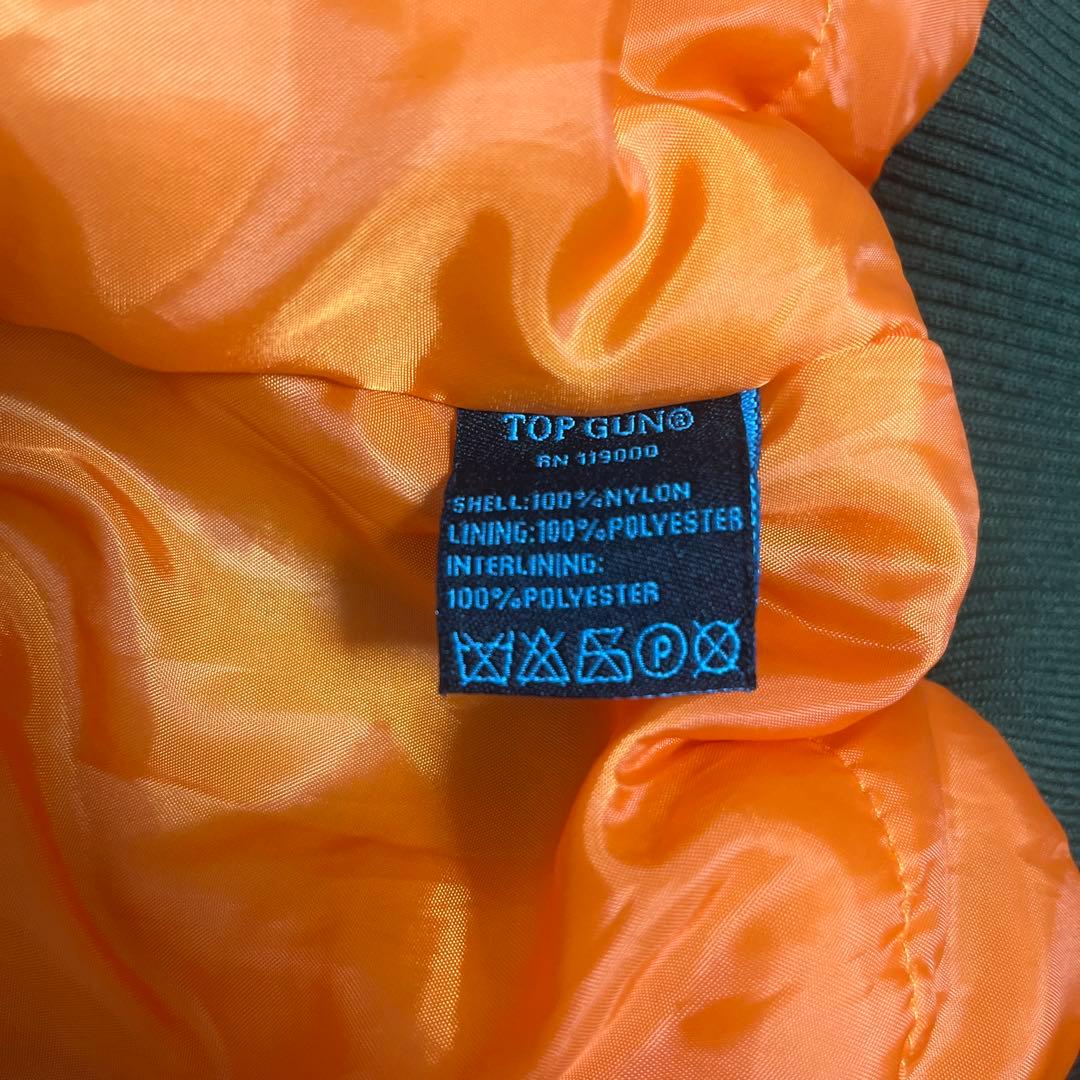 TOP GUN®
RN 119000
SHELL:100%NYLON
LINING:100%POLYESTER
INTERLINING:
100%POLYESTER
P